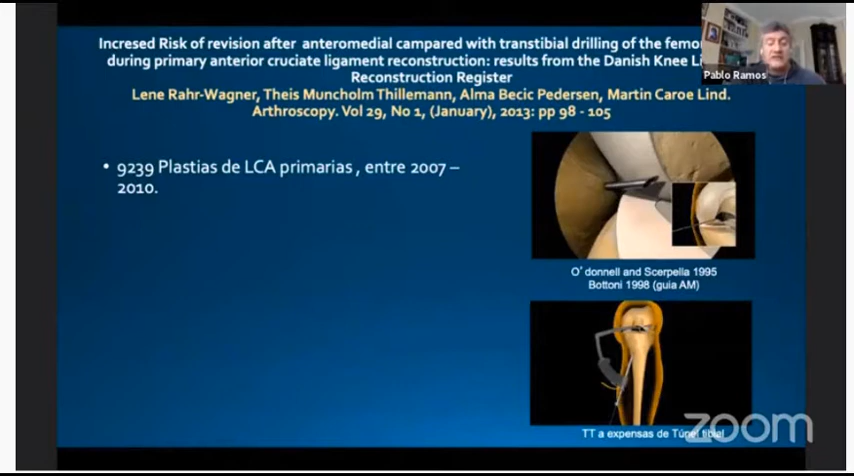 Incresed Risk of revision after anteromedial campared with transtibial drilling of the femo
during primary anterior cruciate ligament reconstruction: results from the Danish Knee Li
Reconstruction Register
Lene Rahr-Wagner, Theis Muncholm Thillemann, Alma Becic Pedersen, Martin Caroe Lind.
Arthroscopy. Vol 29, No 1, (January), 2013: pp 98 - 105
Pablo Ramos
• 9239 Plastias de LCA primarias , entre 2007 –
2010.
O´donnell and Scerpella 1995
Bottoni 1998 (guia AM)
TT a expensas de Túnel tibial
zoom